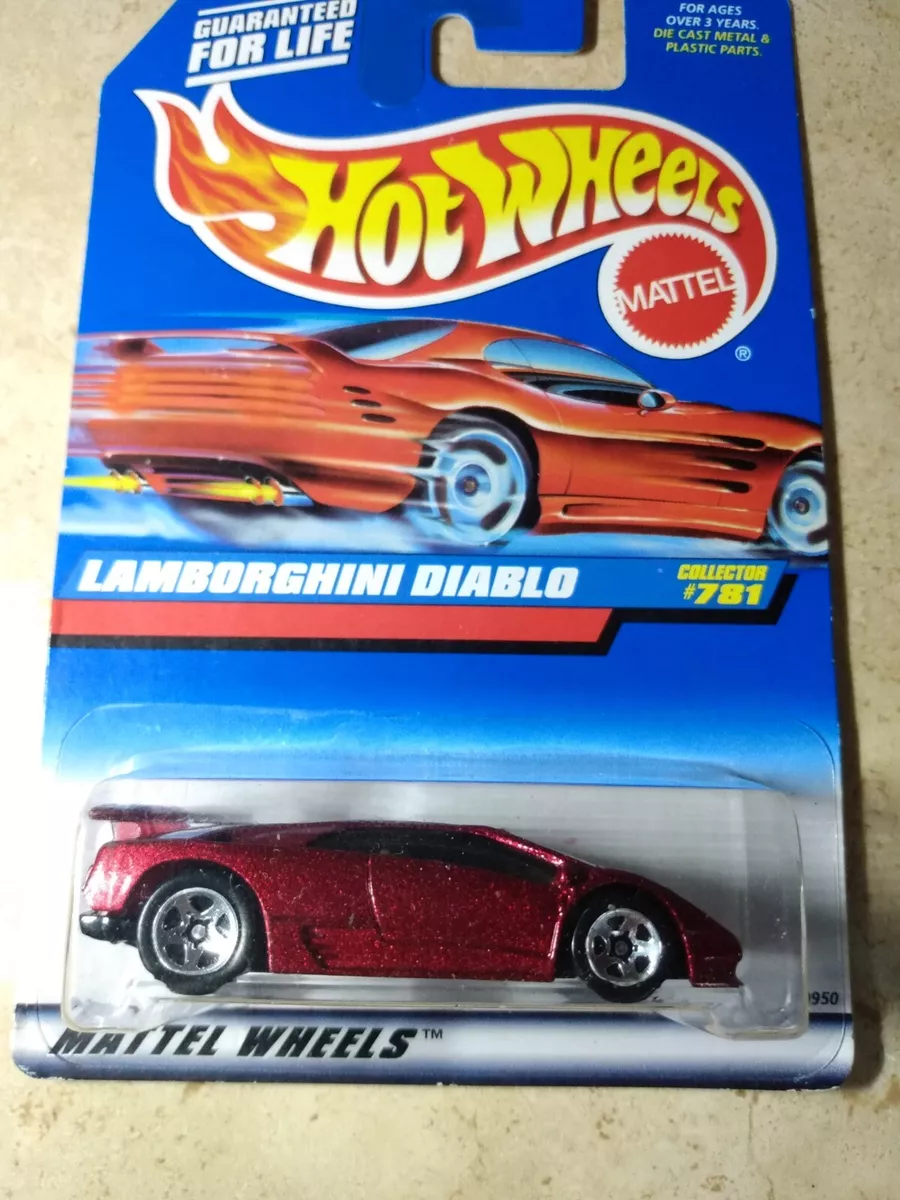 GUARANTEED
FOR LIFE
FOR AGES
OVER 3 YEARS.
DIE CAST METAL &
PLASTIC PARTS.
HOT WHEELS
MATTEL
®
LAMBORGHINI DIABLO
COLLECTOR
#781
MATTEL WHEELS™